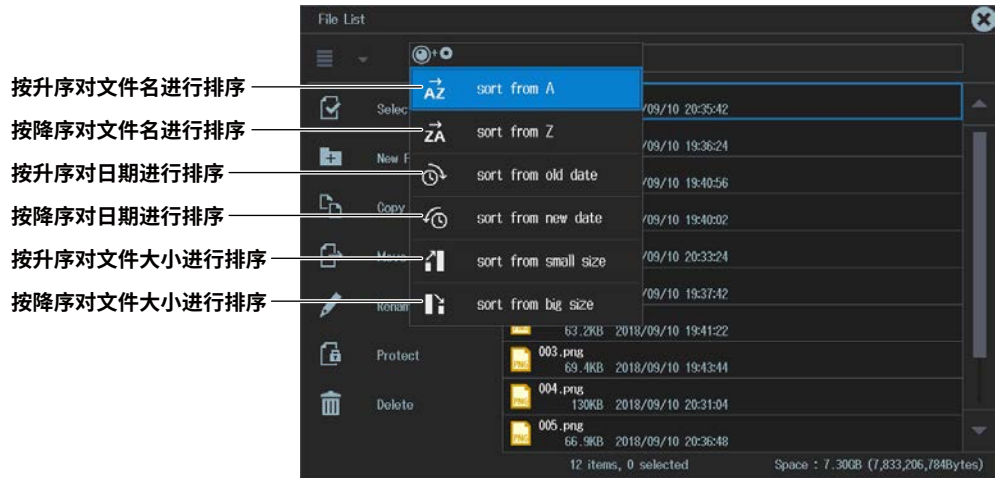 File List
按升序对文件名进行排序
AZ sort from A
Selec
/09/10 20:35:42
按降序对文件名进行排序
ZA sort from Z
/09/10 19:36:24
New F
按升序对日期进行排序
sort from old date
/09/10 19:40:56
按降序对日期进行排序
Copy
sort from new date
/09/10 19:40:02
按升序对文件大小进行排序
Move
sort from small size
/09/10 20:33:24
按降序对文件大小进行排序
Renam
sort from big size
/09/10 19:37:42
63.2KB 2018/09/10 19:41:22
Protect
003.png
69.4KB 2018/09/10 19:43:44
Delete
004.png
130KB 2018/09/10 20:31:04
005.png
66.9KB 2018/09/10 20:36:48
12 items, 0 selected Space : 7.30GB (7,833,206,784Bytes)